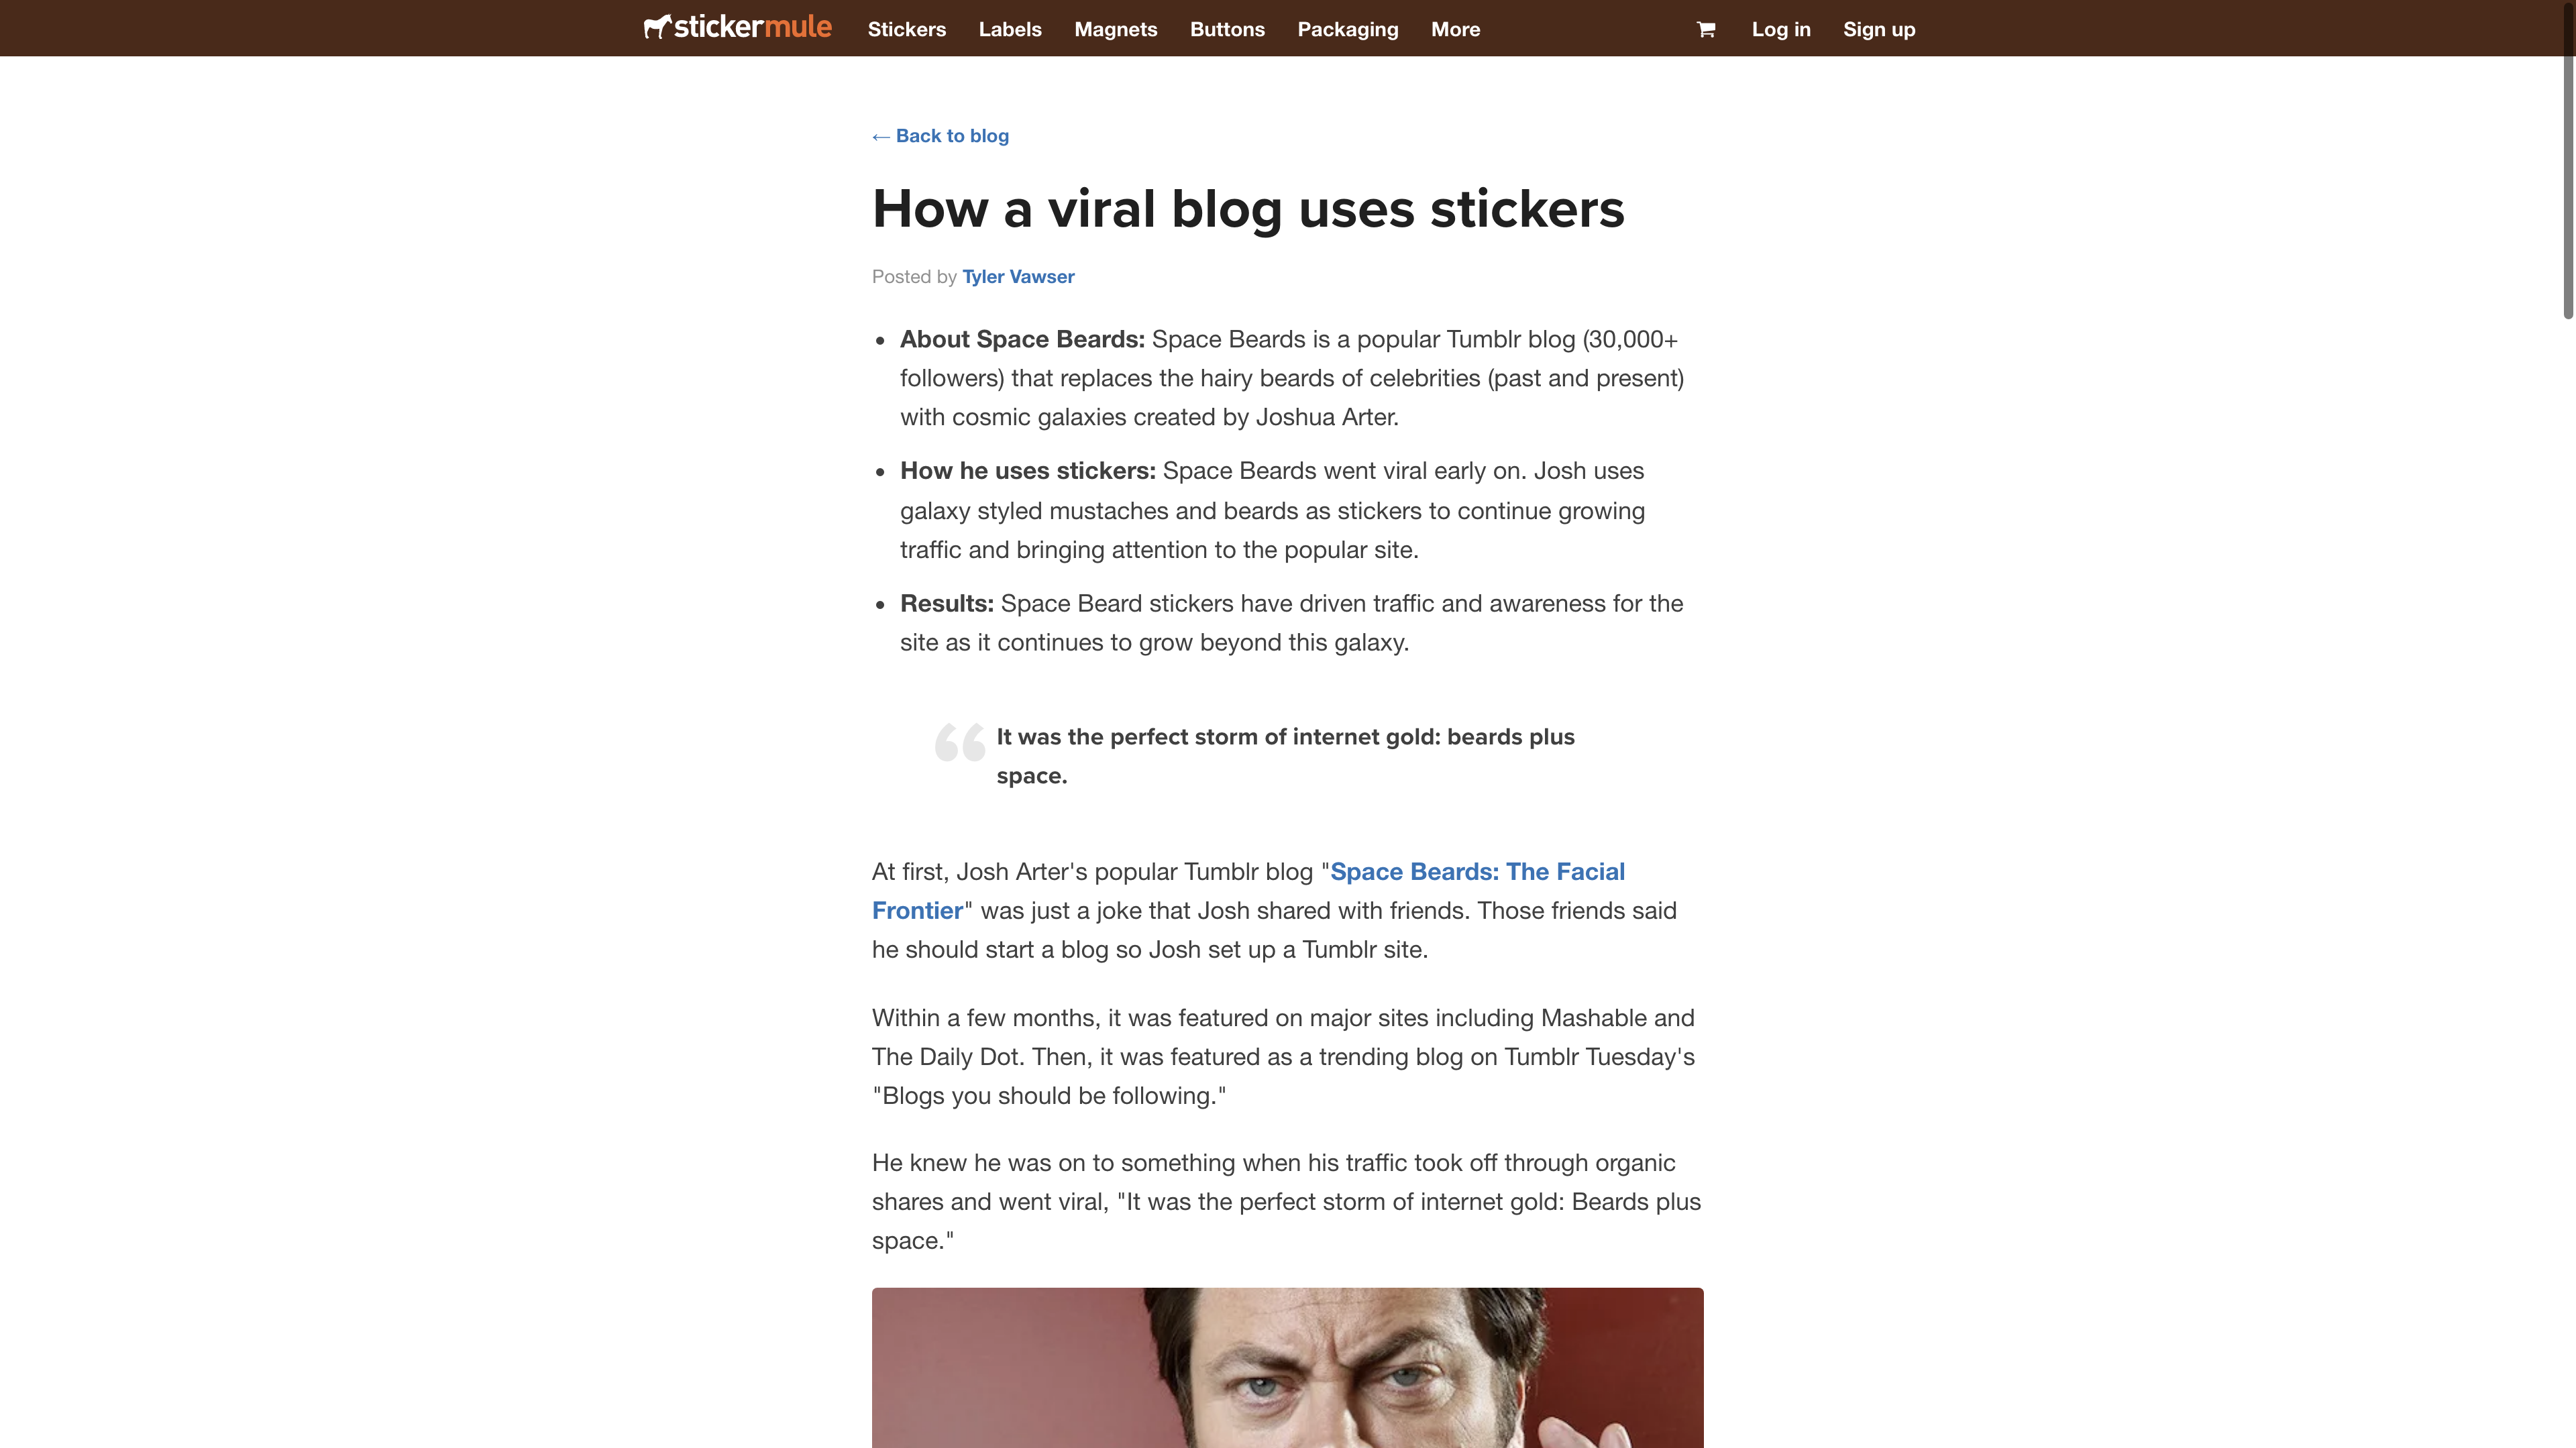 stickermule Stickers Labels Magnets Buttons Packaging More Log in Sign up
← Back to blog
How a viral blog uses stickers
Posted by Tyler Vawser
• About Space Beards: Space Beards is a popular Tumblr blog (30,000+
followers) that replaces the hairy beards of celebrities (past and present)
with cosmic galaxies created by Joshua Arter.
• How he uses stickers: Space Beards went viral early on. Josh uses
galaxy styled mustaches and beards as stickers to continue growing
traffic and bringing attention to the popular site.
• Results: Space Beard stickers have driven traffic and awareness for the
site as it continues to grow beyond this galaxy.
“ It was the perfect storm of internet gold: beards plus
space.
At first, Josh Arter's popular Tumblr blog "Space Beards: The Facial
Frontier" was just a joke that Josh shared with friends. Those friends said
he should start a blog so Josh set up a Tumblr site.
Within a few months, it was featured on major sites including Mashable and
The Daily Dot. Then, it was featured as a trending blog on Tumblr Tuesday's
"Blogs you should be following."
He knew he was on to something when his traffic took off through organic
shares and went viral, "It was the perfect storm of internet gold: Beards plus
space."